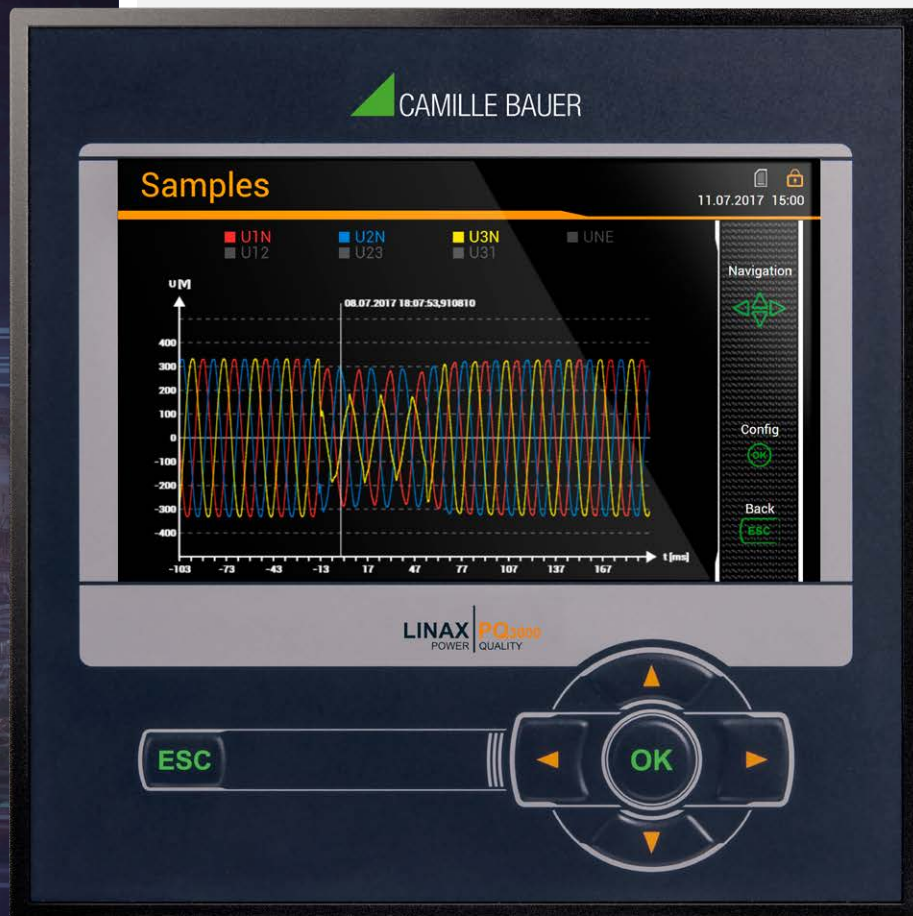 CAMILLE BAUER
Samples
11.07.2017 15:00
U1N U2N U3N UNE
U12 U23 U31
Navigation
u[V]
08.07.2017 18:07:53,910810
400
300
200
100
0
-100
-200
-300
-400
-103 -73 -43 -13 17 47 77 107 137 167
t [ms]
Config
OK
Back
ESC
LINAX PQ3000
POWER QUALITY
ESC
OK